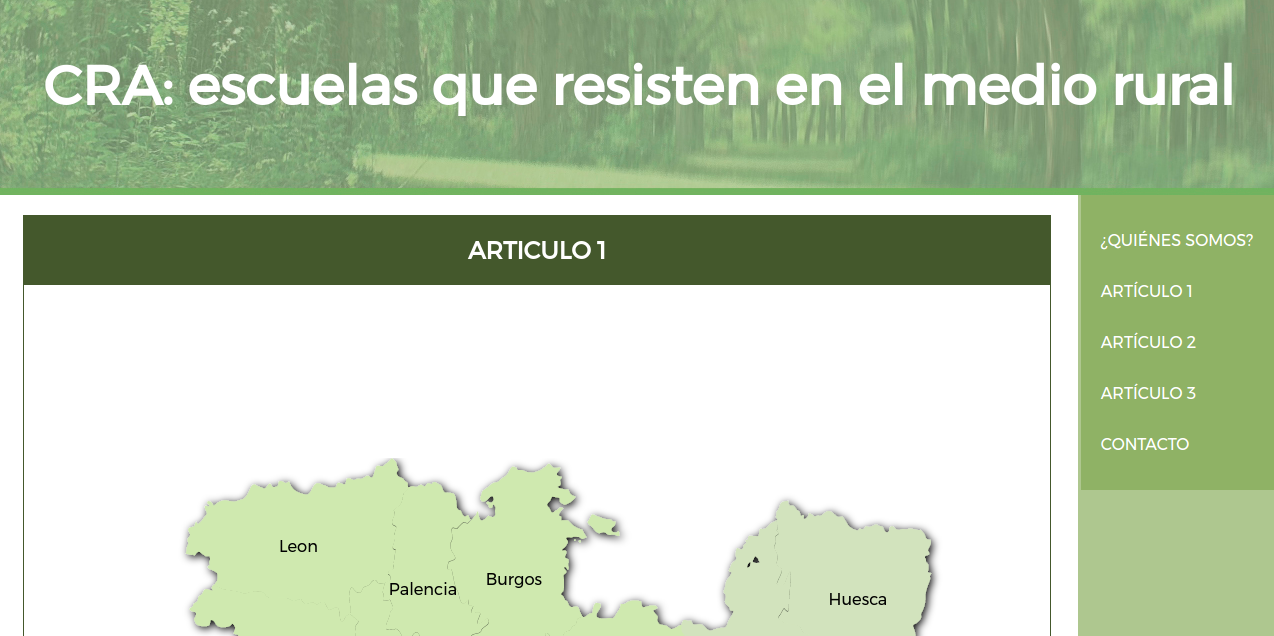 CRA: escuelas que resisten en el medio rural
ARTICULO 1
¿QUIÉNES SOMOS?
ARTÍCULO 1
ARTÍCULO 2
ARTÍCULO 3
CONTACTO
Leon
Palencia
Burgos
Huesca